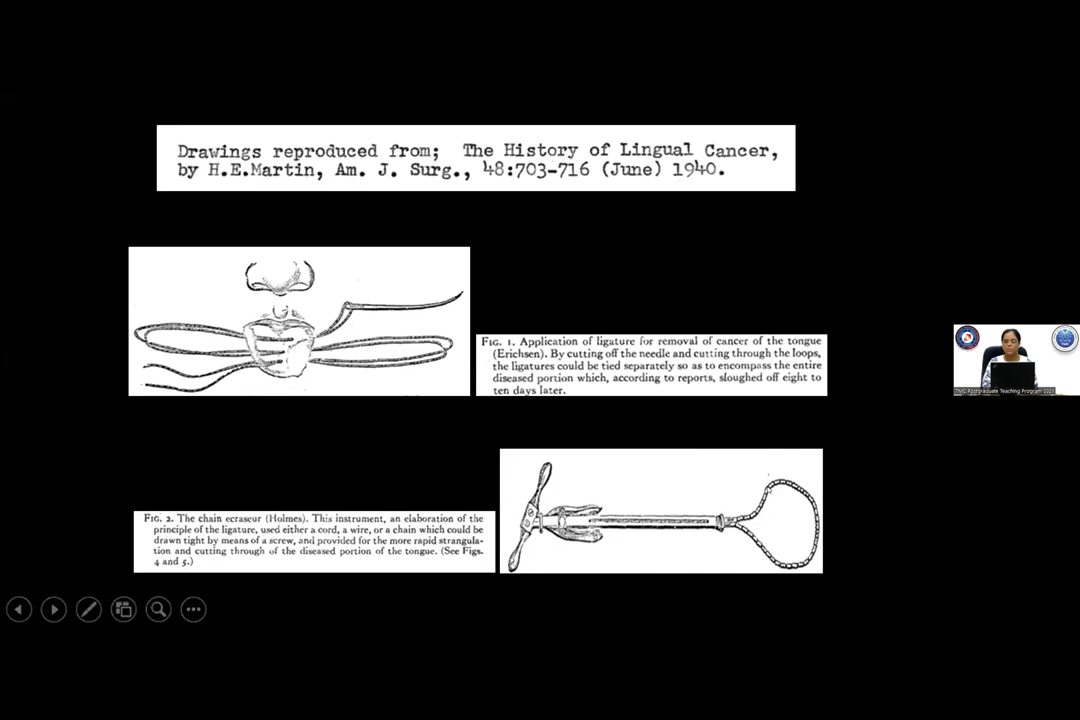 Drawings reproduced from; The History of Lingual Cancer,
by H.E.Martin, Am. J. Surg., 48:703-716 (June) 1940.
FIG. 1. Application of ligature for removal of cancer of the tongue
(Erichsen). By cutting off the needle and cutting through the loops,
the ligatures could be tied separately so as to encompass the entire
diseased portion which, according to reports, sloughed off eight to
ten days later.
TMC Postgraduate Teaching Program 2021
FIG. 2. The chain ecraseur (Holmes). This instrument, an elaboration of the
principle of the ligature, used either a cord, a wire, or a chain which could be
drawn tight by means of a screw, and provided for the more rapid strangula-
tion and cutting through of the diseased portion of the tongue. (See Figs.
4 and 5.)